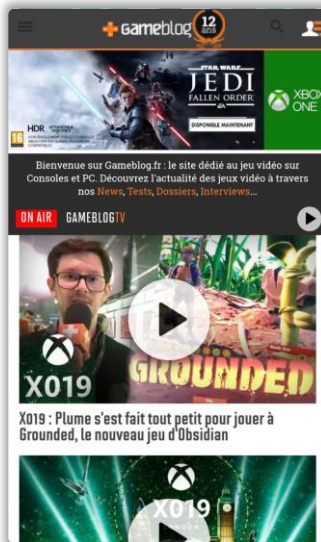 gameblog
12
ans
STAR WARS
JEDI
FALLEN ORDER
DISPONIBLE MAINTENANT
XBOX
ONE
16
HDR
Bienvenue sur Gameblog.fr : le site dédié au jeu vidéo sur
Consoles et PC. Découvrez l'actualité des jeux vidéo à travers
nos News, Tests, Dossiers, Interviews...
ON AIR GAMEBLOGTV
GROUNDED
X019
X019 : Plume s'est fait tout petit pour jouer à
Grounded, le nouveau jeu d'Obsidian
X019
LONDON